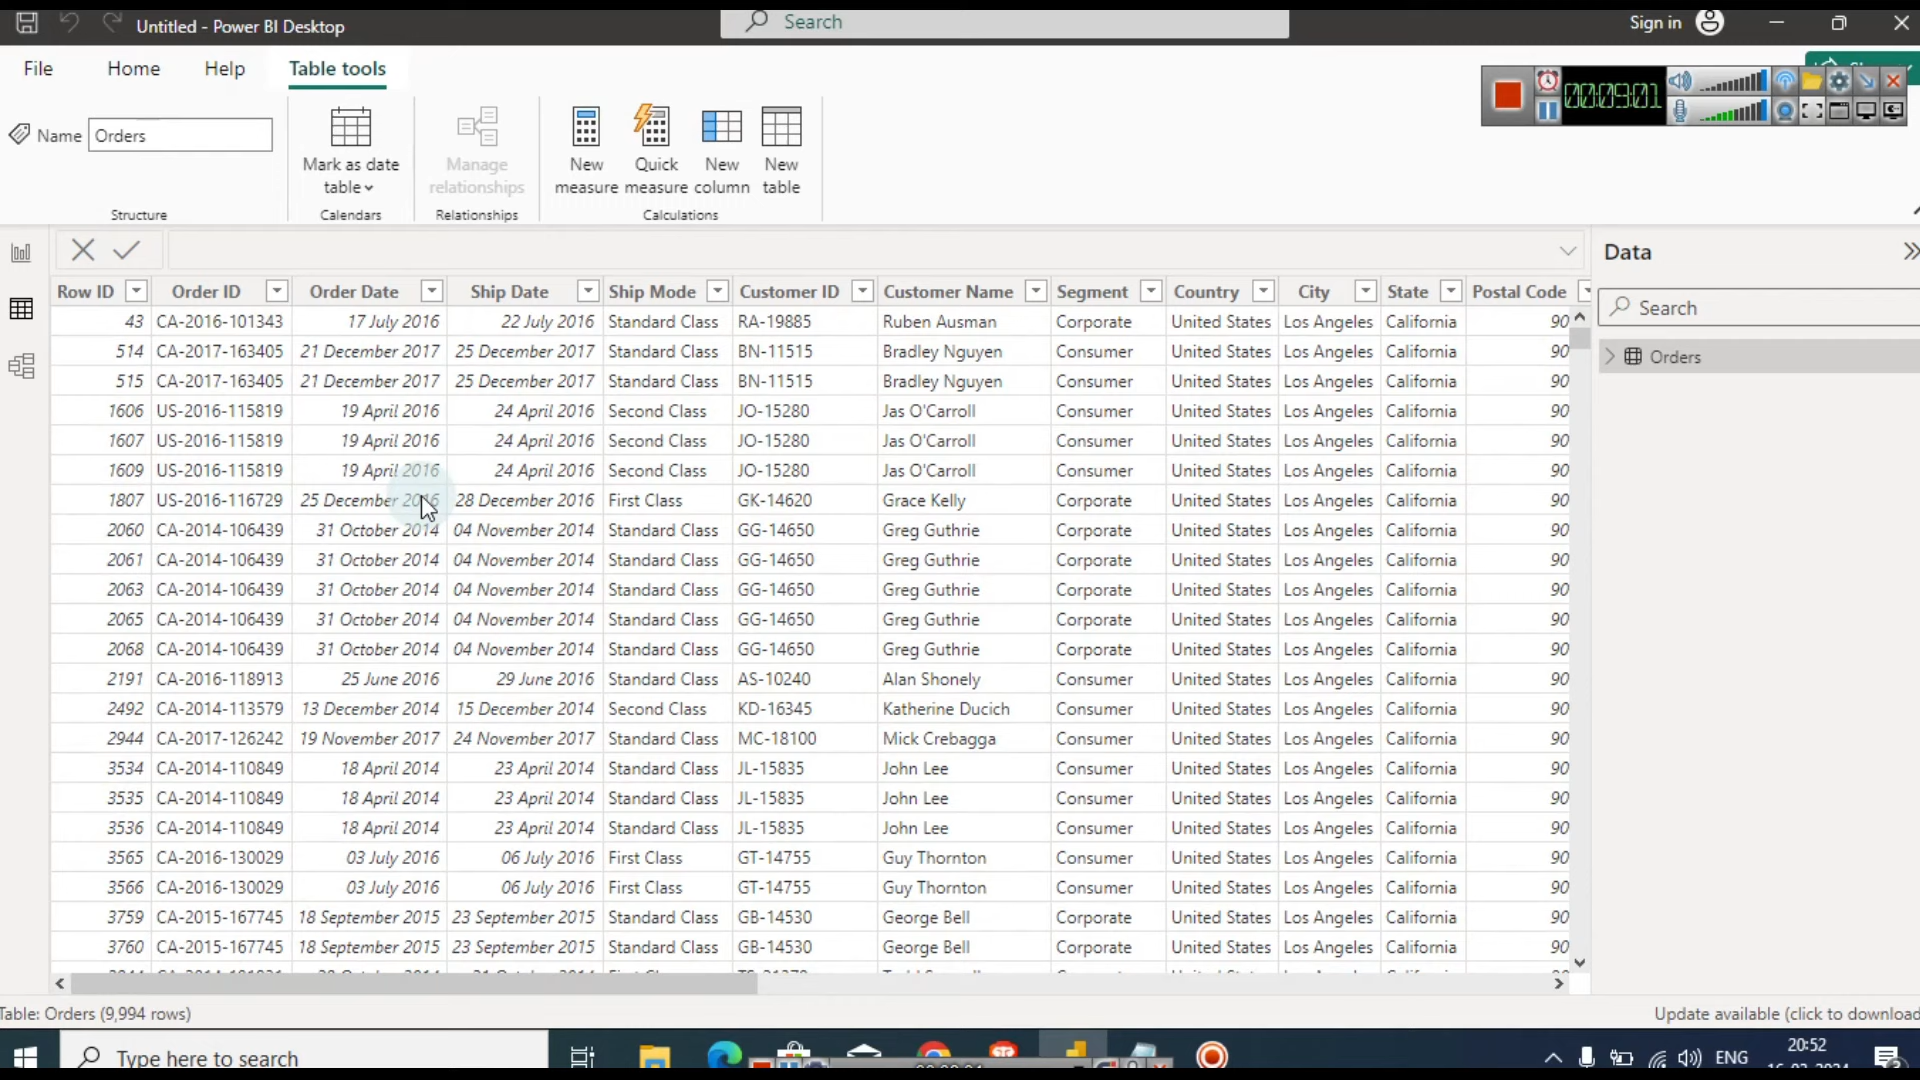 Untitled - Power BI Desktop
Search
Sign in
File Home Help Table tools
00:09:01
Name Orders
Mark as date table
Manage relationships
New measure
Quick measure
New column
New table
Structure Calendars Relationships Calculations
Data
Search
Orders
Row ID Order ID Order Date Ship Date Ship Mode Customer ID Customer Name Segment Country City State Postal Code
43 CA-2016-101343 17 July 2016 22 July 2016 Standard Class RA-19885 Ruben Ausman Corporate United States Los Angeles California 90
514 CA-2017-163405 21 December 2017 25 December 2017 Standard Class BN-11515 Bradley Nguyen Consumer United States Los Angeles California 90
515 CA-2017-163405 21 December 2017 25 December 2017 Standard Class BN-11515 Bradley Nguyen Consumer United States Los Angeles California 90
1606 US-2016-115819 19 April 2016 24 April 2016 Second Class JO-15280 Jas O'Carroll Consumer United States Los Angeles California 90
1607 US-2016-115819 19 April 2016 24 April 2016 Second Class JO-15280 Jas O'Carroll Consumer United States Los Angeles California 90
1609 US-2016-115819 19 April 2016 24 April 2016 Second Class JO-15280 Jas O'Carroll Consumer United States Los Angeles California 90
1807 US-2016-116729 25 December 2016 28 December 2016 First Class GK-14620 Grace Kelly Corporate United States Los Angeles California 90
2060 CA-2014-106439 31 October 2014 04 November 2014 Standard Class GG-14650 Greg Guthrie Corporate United States Los Angeles California 90
2061 CA-2014-106439 31 October 2014 04 November 2014 Standard Class GG-14650 Greg Guthrie Corporate United States Los Angeles California 90
2063 CA-2014-106439 31 October 2014 04 November 2014 Standard Class GG-14650 Greg Guthrie Corporate United States Los Angeles California 90
2065 CA-2014-106439 31 October 2014 04 November 2014 Standard Class GG-14650 Greg Guthrie Corporate United States Los Angeles California 90
2068 CA-2014-106439 31 October 2014 04 November 2014 Standard Class GG-14650 Greg Guthrie Corporate United States Los Angeles California 90
2191 CA-2016-118913 25 June 2016 29 June 2016 Standard Class AS-10240 Alan Shonely Consumer United States Los Angeles California 90
2492 CA-2014-113579 13 December 2014 15 December 2014 Second Class KD-16345 Katherine Ducich Consumer United States Los Angeles California 90
2944 CA-2017-126242 19 November 2017 24 November 2017 Standard Class MC-18100 Mick Crebagga Consumer United States Los Angeles California 90
3534 CA-2014-110849 18 April 2014 23 April 2014 Standard Class JL-15835 John Lee Consumer United States Los Angeles California 90
3535 CA-2014-110849 18 April 2014 23 April 2014 Standard Class JL-15835 John Lee Consumer United States Los Angeles California 90
3536 CA-2014-110849 18 April 2014 23 April 2014 Standard Class JL-15835 John Lee Consumer United States Los Angeles California 90
3565 CA-2016-130029 03 July 2016 06 July 2016 First Class GT-14755 Guy Thornton Consumer United States Los Angeles California 90
3566 CA-2016-130029 03 July 2016 06 July 2016 First Class GT-14755 Guy Thornton Consumer United States Los Angeles California 90
3759 CA-2015-167745 18 September 2015 23 September 2015 Standard Class GB-14530 George Bell Corporate United States Los Angeles California 90
3760 CA-2015-167745 18 September 2015 23 September 2015 Standard Class GB-14530 George Bell Corporate United States Los Angeles California 90
Table: Orders (9,994 rows)
Update available (click to download
Type here to search
ENG
20:52